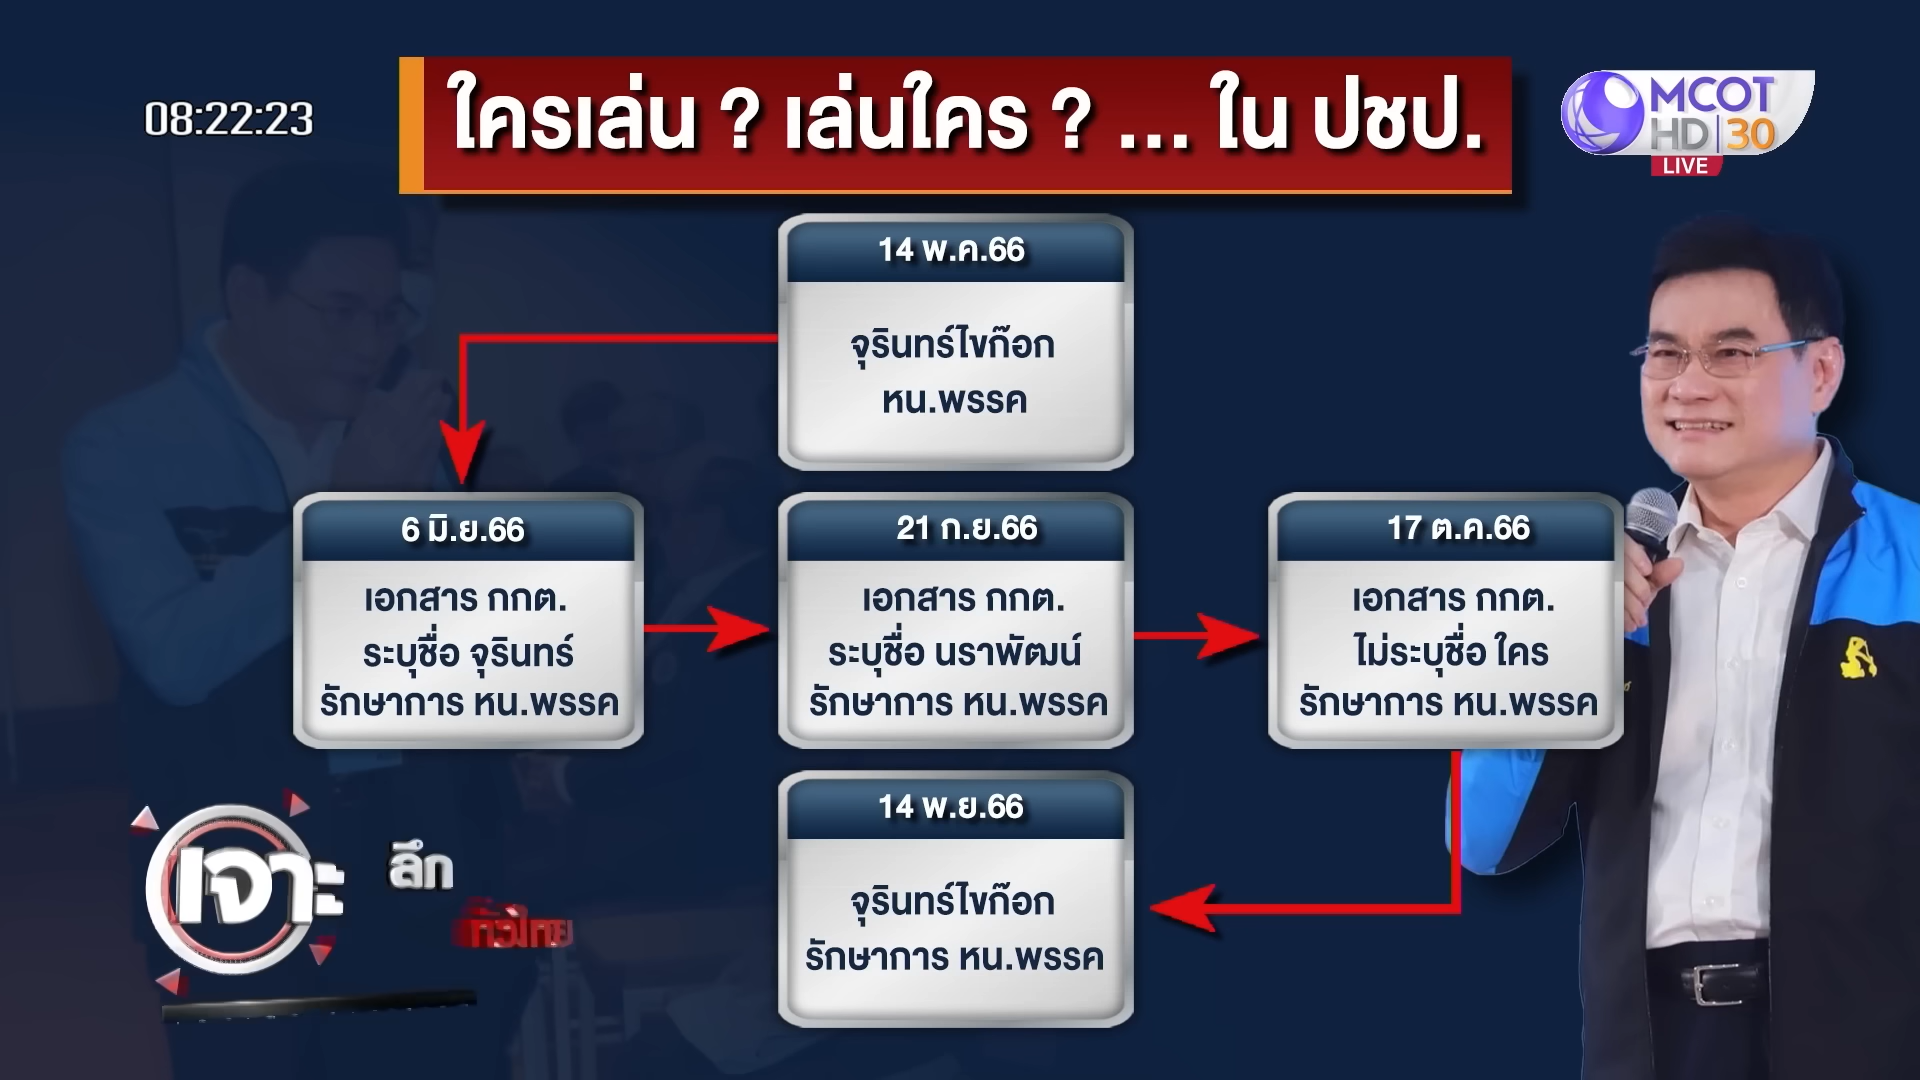 08:22:23
ใครเล่น ? เล่นใคร ? ... ใน ปชป.
MCOT
HD 30
LIVE
14 พ.ค.66
จุรินทร์ไขก๊อก
หน.พรรค
6 มิ.ย.66
เอกสาร กกต.
ระบุชื่อ จุรินทร์
รักษาการ หน.พรรค
21 ก.ย.66
เอกสาร กกต.
ระบุชื่อ นราพัฒน์
รักษาการ หน.พรรค
17 ต.ค.66
เอกสาร กกต.
ไม่ระบุชื่อ ใคร
รักษาการ หน.พรรค
14 พ.ย.66
จุรินทร์ไขก๊อก
รักษาการ หน.พรรค
เจาะ
ลึก
ทั่วไทย